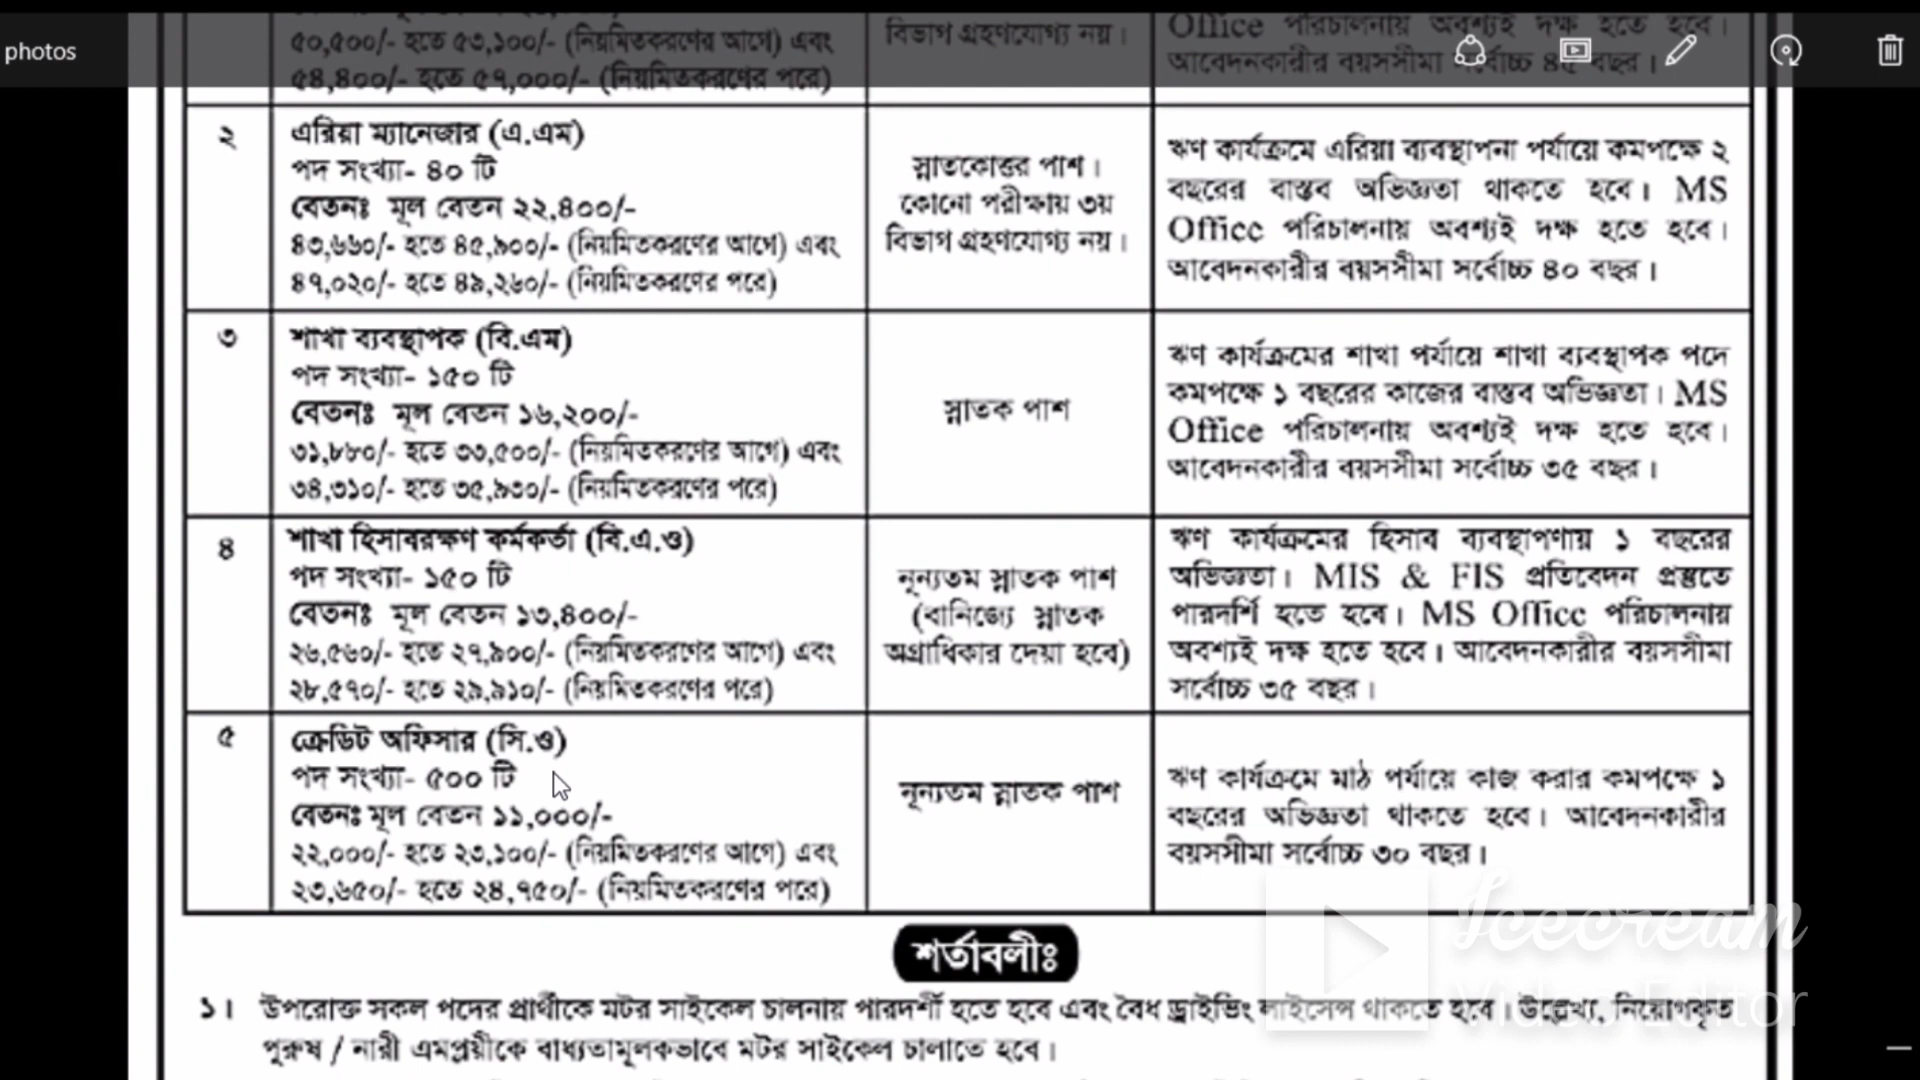 photos
৫০,৫০০/- হতে ৫৩,১০০/- (নিয়মিতকরণের আগে) এবং
৫৪,৪০০/- হতে ৫৭,০০০/- (নিয়মিতকরণের পরে)
বিভাগ গ্রহণযোগ্য নয়।
Office পরিচালনায় অবশ্যই দক্ষ হতে হবে।
আবেদনকারীর বয়সসীমা সর্বোচ্চ ৪৫ বছর।
২
এরিয়া ম্যানেজার (এ.এম)
পদ সংখ্যা- ৪০ টি
বেতনঃ মূল বেতন ২২,৪০০/-
৪৩,৬৬০/- হতে ৪৫,৯০০/- (নিয়মিতকরণের আগে) এবং
৪৭,০২০/- হতে ৪৯,২৬০/- (নিয়মিতকরণের পরে)
স্নাতকোত্তর পাশ।
কোনো পরীক্ষায় ৩য়
বিভাগ গ্রহণযোগ্য নয়।
ঋণ কার্যক্রমে এরিয়া ব্যবস্থাপনা পর্যায়ে কমপক্ষে ২
বছরের বাস্তব অভিজ্ঞতা থাকতে হবে। MS
Office পরিচালনায় অবশ্যই দক্ষ হতে হবে।
আবেদনকারীর বয়সসীমা সর্বোচ্চ ৪০ বছর।
৩
শাখা ব্যবস্থাপক (বি.এম)
পদ সংখ্যা- ১৫০ টি
বেতনঃ মূল বেতন ১৬,২০০/-
৩১,৮৮০/- হতে ৩৩,৫০০/- (নিয়মিতকরণের আগে) এবং
৩৪,৩১০/- হতে ৩৫,৯৩০/- (নিয়মিতকরণের পরে)
স্নাতক পাশ
ঋণ কার্যক্রমের শাখা পর্যায়ে শাখা ব্যবস্থাপক পদে
কমপক্ষে ১ বছরের কাজের বাস্তব অভিজ্ঞতা। MS
Office পরিচালনায় অবশ্যই দক্ষ হতে হবে।
আবেদনকারীর বয়সসীমা সর্বোচ্চ ৩৫ বছর।
৪
শাখা হিসাবরক্ষণ কর্মকর্তা (বি.এ.ও)
পদ সংখ্যা- ১৫০ টি
বেতনঃ মূল বেতন ১৩,৪০০/-
২৬,৫৬০/- হতে ২৭,৯০০/- (নিয়মিতকরণের আগে) এবং
২৮,৫৭০/- হতে ২৯,৯১০/- (নিয়মিতকরণের পরে)
নূন্যতম স্নাতক পাশ
(বানিজ্যে স্নাতক
অগ্রাধিকার দেয়া হবে)
ঋণ কার্যক্রমের হিসাব ব্যবস্থাপণায় ১ বছরের
অভিজ্ঞতা। MIS & FIS প্রতিবেদন প্রস্তুতে
পারদর্শি হতে হবে। MS Office পরিচালনায়
অবশ্যই দক্ষ হতে হবে। আবেদনকারীর বয়সসীমা
সর্বোচ্চ ৩৫ বছর।
৫
ক্রেডিট অফিসার (সি.ও)
পদ সংখ্যা- ৫০০ টি
বেতনঃ মূল বেতন ১১,০০০/-
২২,০০০/- হতে ২৩,১০০/- (নিয়মিতকরণের আগে) এবং
২৩,৬৫০/- হতে ২৪,৭৫০/- (নিয়মিতকরণের পরে)
নূন্যতম স্নাতক পাশ
ঋণ কার্যক্রমে মাঠ পর্যায়ে কাজ করার কমপক্ষে ১
বছরের অভিজ্ঞতা থাকতে হবে। আবেদনকারীর
বয়সসীমা সর্বোচ্চ ৩০ বছর।
শর্তাবলীঃ
১। উপরোক্ত সকল পদের প্রার্থীকে মটর সাইকেল চালনায় পারদর্শী হতে হবে এবং বৈধ ড্রাইভিং লাইসেন্স থাকতে হবে। উল্লেখ্য, নিয়োগকৃত
পুরুষ / নারী এমপ্লয়ীকে বাধ্যতামূলকভাবে মটর সাইকেল চালাতে হবে।
Icecream
Video Editor